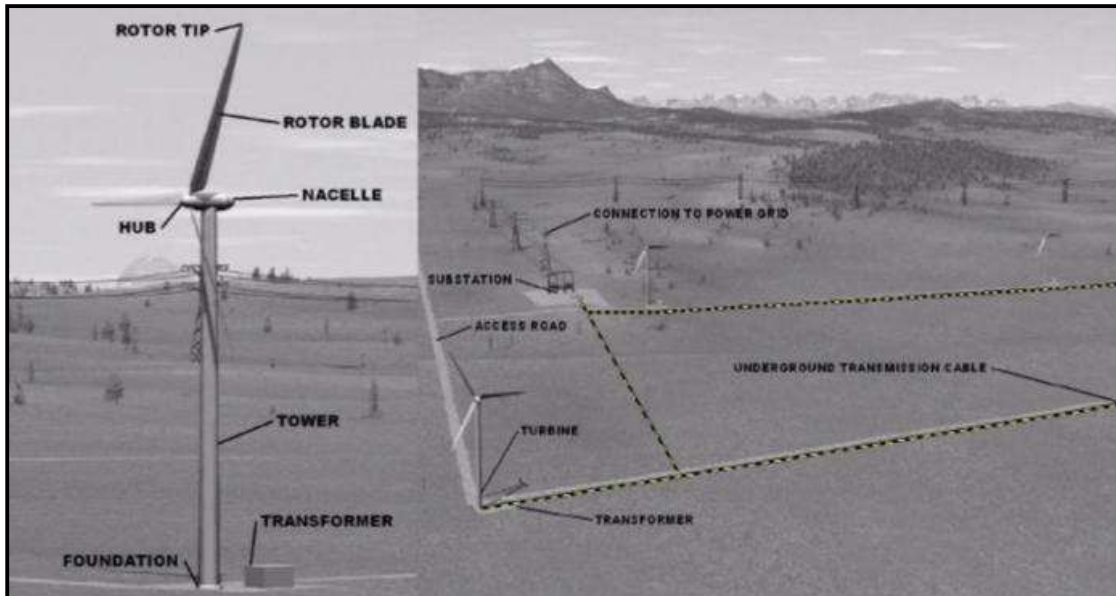 ROTOR TIP
ROTOR BLADE
NACELLE
HUB
TOWER
TRANSFORMER
FOUNDATION
CONNECTION TO POWER GRID
SUBSTATION
ACCESS ROAD
UNDERGROUND TRANSMISSION CABLE
TURBINE
TRANSFORMER